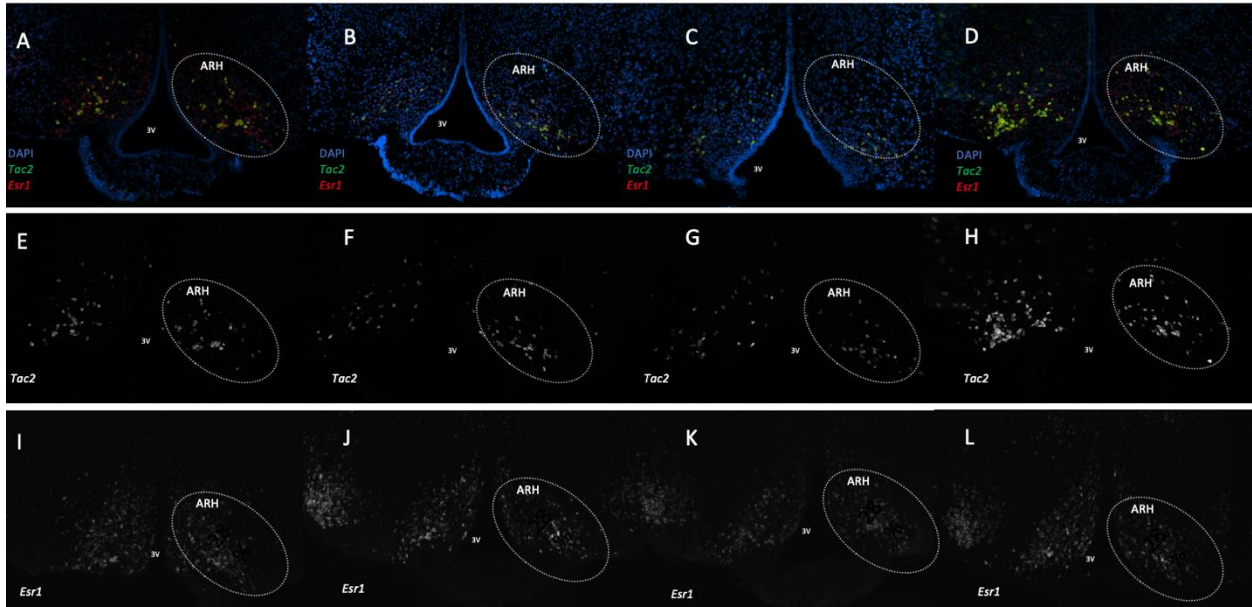 A
ARH
3V
DAPI
Tac2
Esr1
B
ARH
3V
DAPI
Tac2
Esr1
C
ARH
3V
DAPI
Tac2
Esr1
D
ARH
3V
DAPI
Tac2
Esr1
E
ARH
3V
Tac2
F
ARH
3V
Tac2
G
ARH
3V
Tac2
H
ARH
3V
Tac2
I
ARH
3V
Esr1
J
ARH
3V
Esr1
K
ARH
3V
Esr1
L
ARH
3V
Esr1